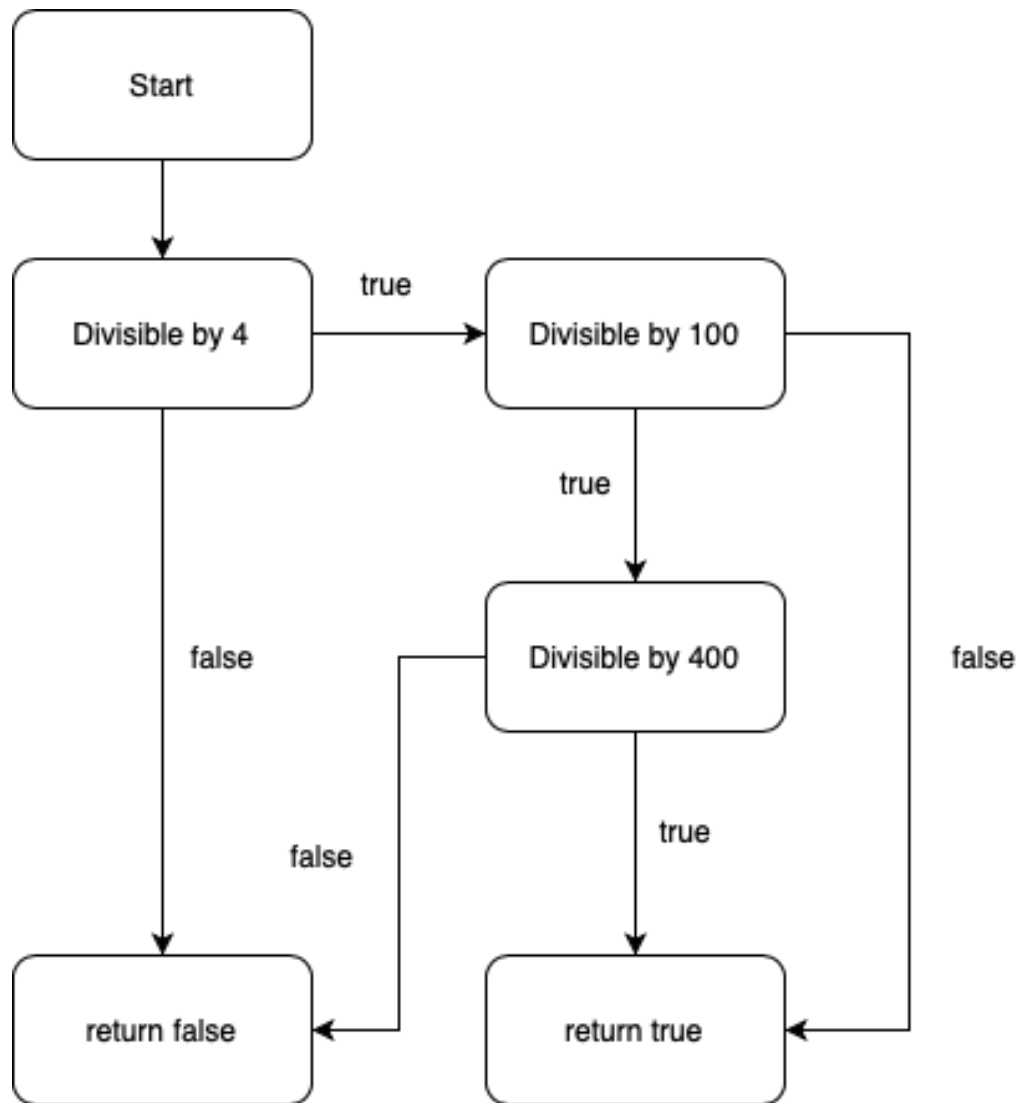 Start
true
Divisible by 4
Divisible by 100
true
false
Divisible by 400
false
true
false
return false
return true